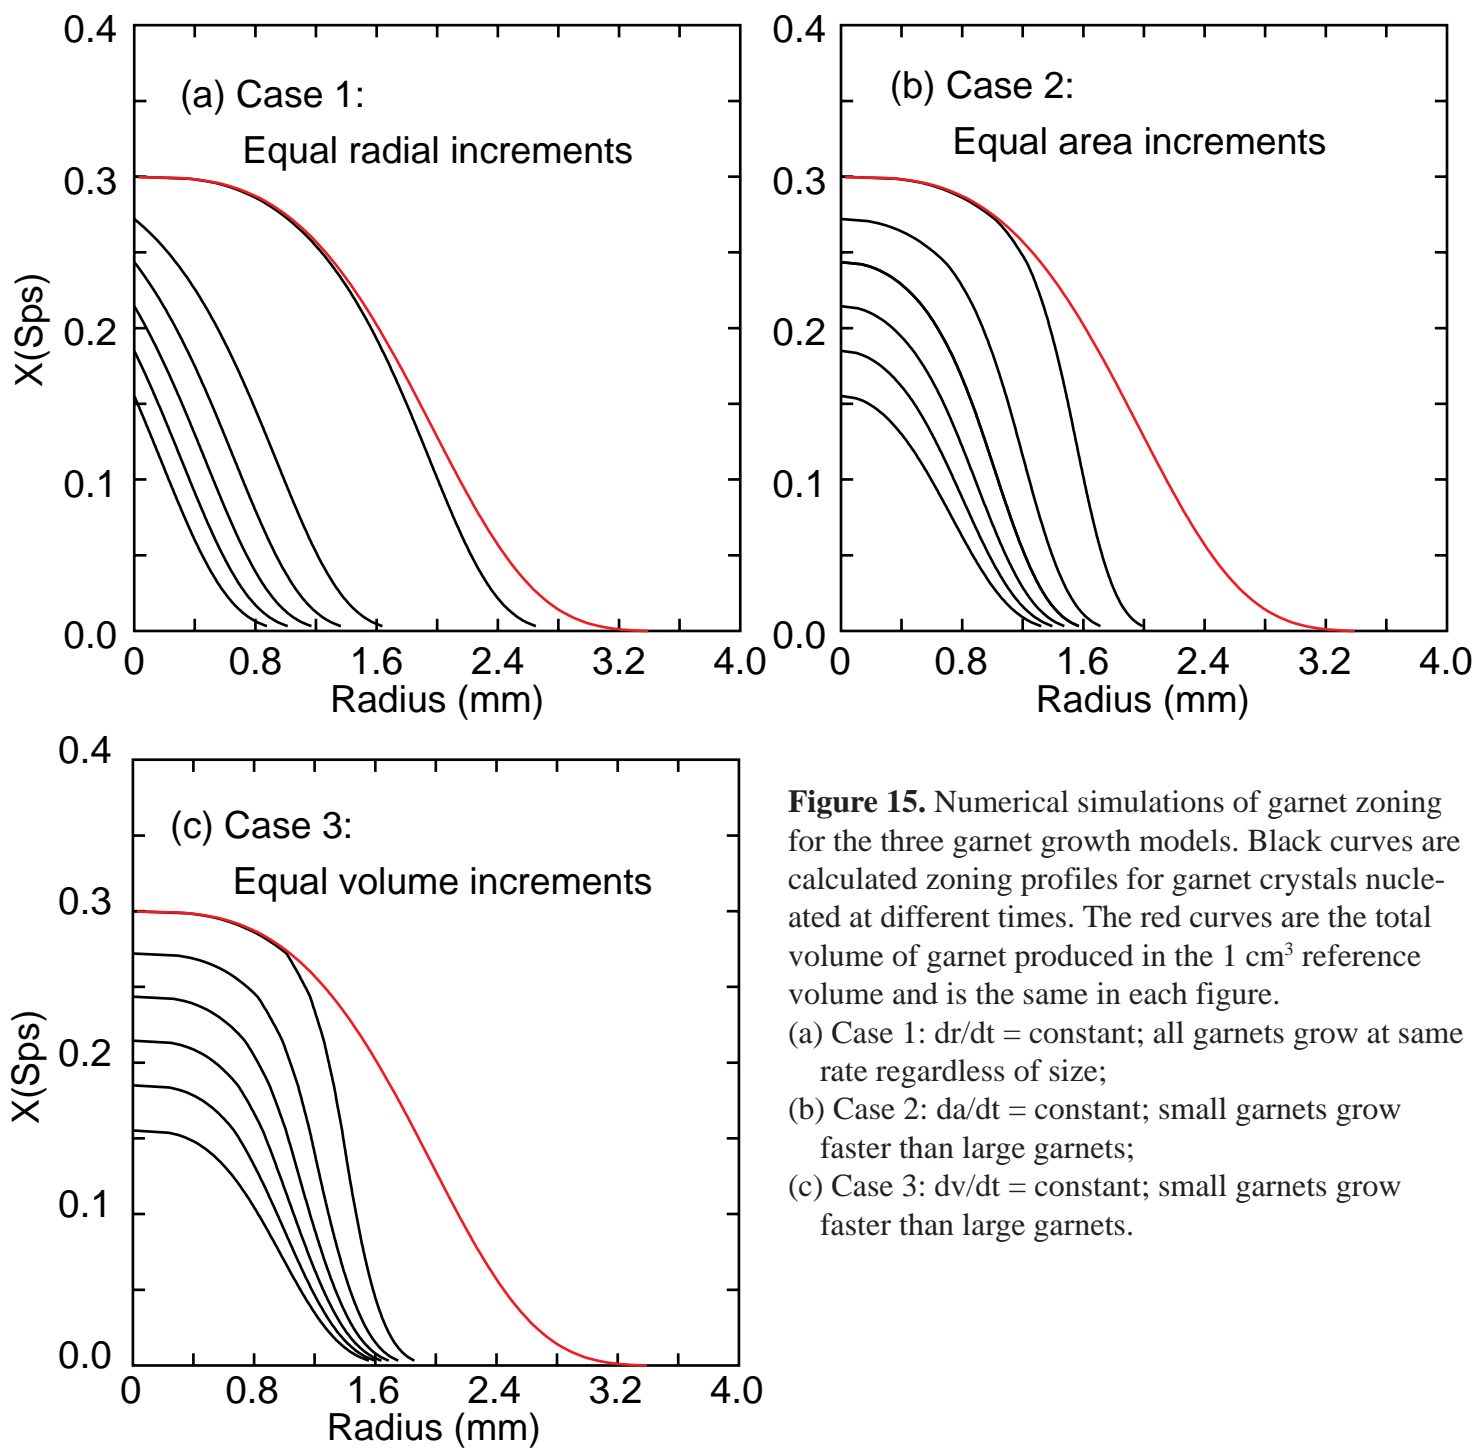 0.4
0.3
0.2
0.1
0.0
X(Sps)
(a) Case 1:
Equal radial increments
0
0.8
1.6
2.4
3.2
4.0
Radius (mm)
0.4
0.3
0.2
0.1
0.0
(b) Case 2:
Equal area increments
0
0.8
1.6
2.4
3.2
4.0
Radius (mm)
0.4
0.3
0.2
0.1
0.0
X(Sps)
(c) Case 3:
Equal volume increments
0
0.8
1.6
2.4
3.2
4.0
Radius (mm)
Figure 15. Numerical simulations of garnet zoning
for the three garnet growth models. Black curves are
calculated zoning profiles for garnet crystals nucle-
ated at different times. The red curves are the total
volume of garnet produced in the 1 cm³ reference
volume and is the same in each figure.
(a) Case 1: dr/dt = constant; all garnets grow at same
rate regardless of size;
(b) Case 2: da/dt = constant; small garnets grow
faster than large garnets;
(c) Case 3: dv/dt = constant; small garnets grow
faster than large garnets.